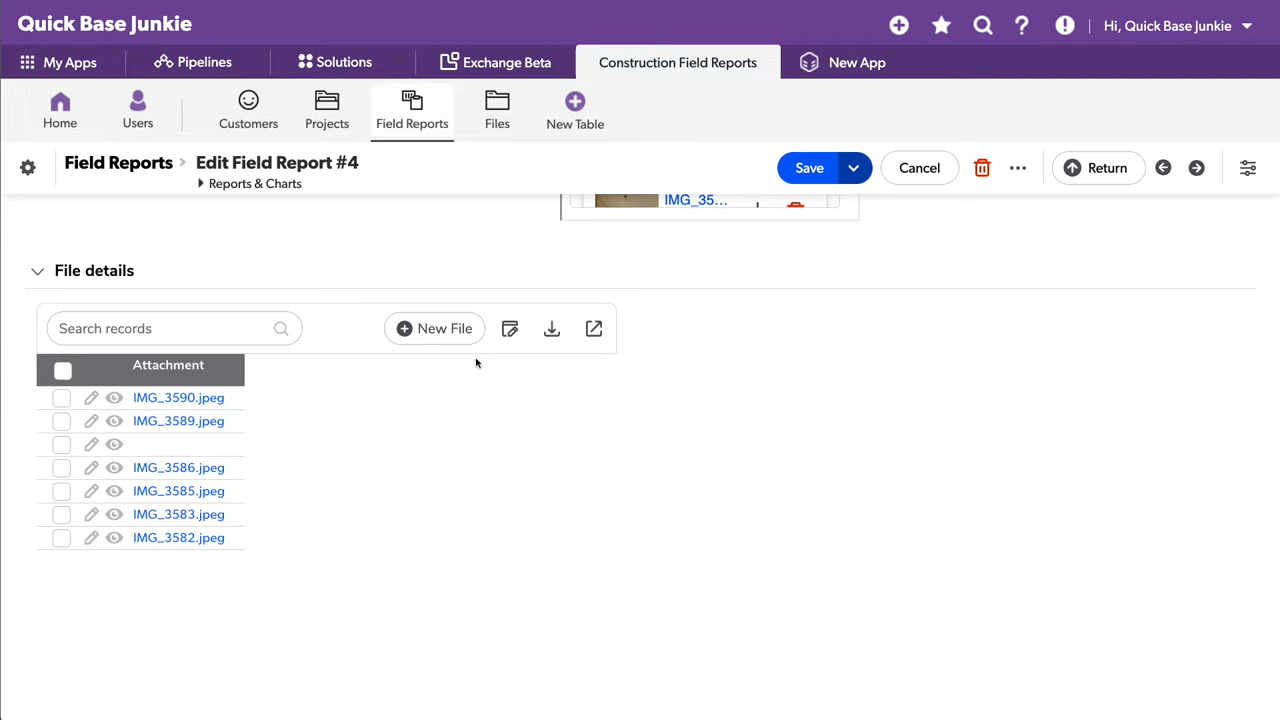 Quick Base Junkie
Hi, Quick Base Junkie
My Apps
Pipelines
Solutions
Exchange Beta
Construction Field Reports
New App
Home
Users
Customers
Projects
Field Reports
Files
New Table
Field Reports > Edit Field Report #4
Reports & Charts
Save
Cancel
Return
IMG_35...
File details
Search records
New File
Attachment
IMG_3590.jpeg
IMG_3589.jpeg
IMG_3586.jpeg
IMG_3585.jpeg
IMG_3583.jpeg
IMG_3582.jpeg